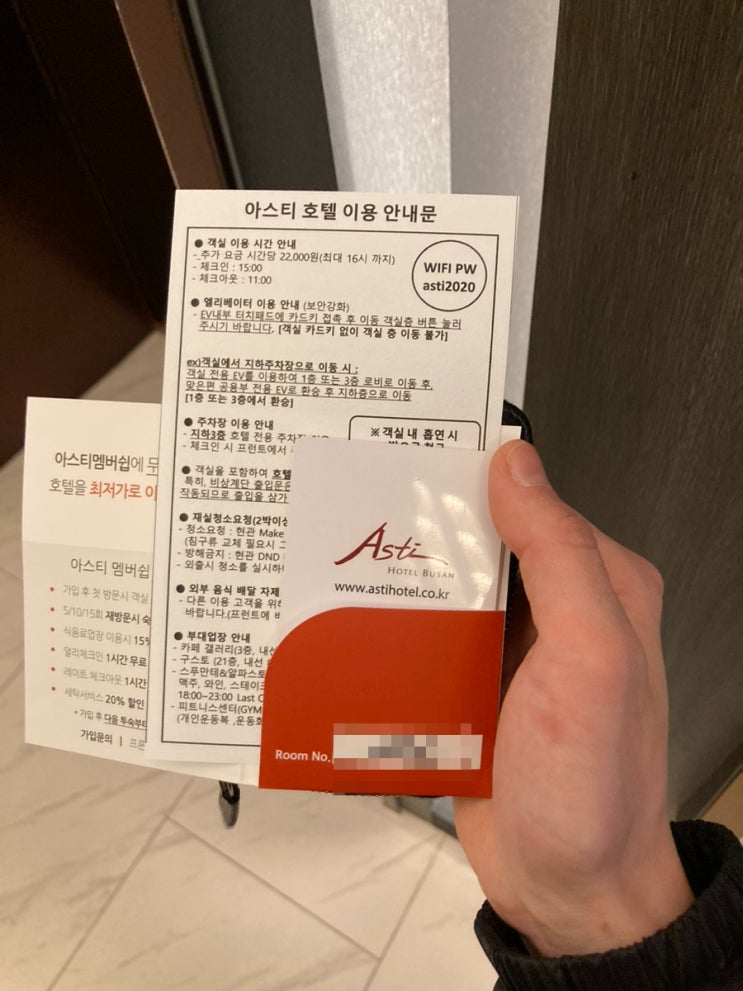 아스티 호텔 이용 안내문
● 객실 이용 시간 안내
- 추가 요금 시간당 22,000원(최대 16시 까지)
- 체크인 : 15:00
- 체크아웃 : 11:00
WIFI PW
asti2020
● 엘리베이터 이용 안내 (보안강화)
- EV내부 터치패드에 카드키 접촉 후 이동 객실층 버튼 눌러
주시기 바랍니다. [객실 카드키 없이 객실 층 이동 불가]
ex)객실에서 지하주차장으로 이동 시 :
객실 전용 EV를 이용하여 1층 또는 3층 로비로 이동 후,
맞은편 공용부 전용 EV로 환승 후 지하층으로 이동
[1층 또는 3층에서 환승]
● 주차장 이용 안내
- 지하3층 호텔 전용 주차장
- 체크인 시 프런트에서
※ 객실 내 흡연 시
● 객실을 포함하여 호텔
특히, 비상계단 출입문은
작동되므로 출입을 삼가
● 재실청소요청(2박이상
- 청소요청 : 현관 Make
(침구류 교체 필요시
- 방해금지 : 현관 DND
- 외출시 청소를 실시하
● 외부 음식 배달 자제
- 다른 이용 고객을 위하
바랍니다.(프런트에
● 부대업장 안내
- 카페 갤러리(3층, 내선
- 구스토 (21층, 내선
- 스푸만테&알파스토
맥주, 와인, 스테이크
18:00~23:00 Last
- 피트니스센터(GYM
(개인운동복 ,운동화
아스티멤버쉽에
호텔을 최저가로 이
아스티 멤버쉽
• 가입 후 첫 방문시 객실
• 5/10/15회 재방문시 숙
• 식음료업장 이용시 15%
• 얼리체크인 1시간 무료
• 레이트 체크아웃 1시간
• 세탁서비스 20% 할인
* 가입 후 다음 투숙부터
가입문의 | 프론
Asti
HOTEL BUSAN
www.astihotel.co.kr
Room No.